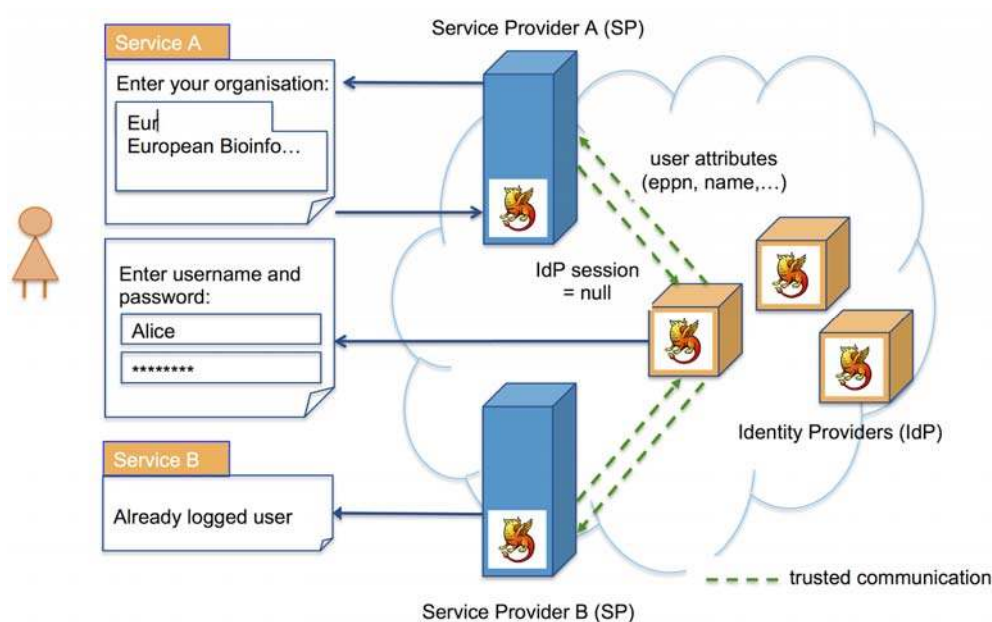 Service Provider A (SP)
Service A
Enter your organisation:
Eur
European Bioinfo…
user attributes
(eppn, name,…)
IdP session
= null
Enter username and
password:
Alice
********
Identity Providers (IdP)
Service B
Already logged user
trusted communication
Service Provider B (SP)